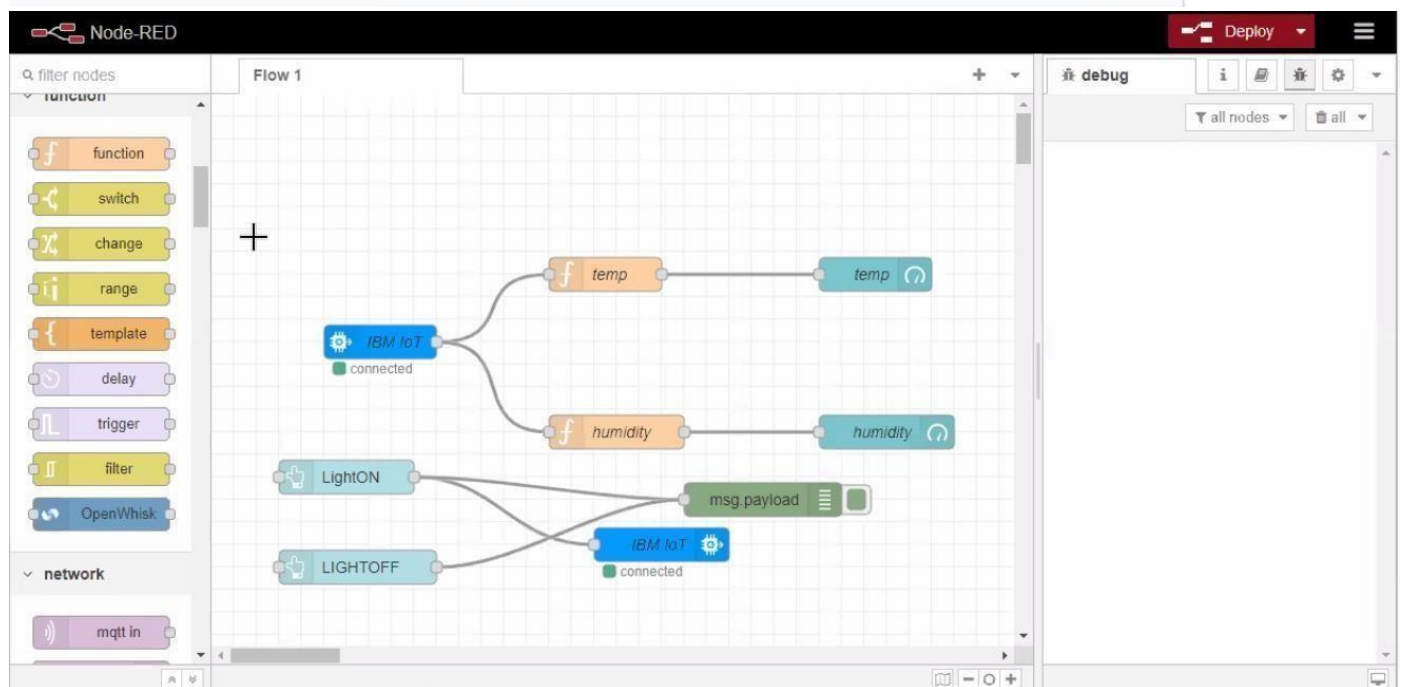 Node-RED
Deploy
filter nodes
function
function
switch
change
range
template
delay
trigger
filter
OpenWhisk
network
mqtt in
Flow 1
temp
temp
IBM IoT
connected
humidity
humidity
LightON
msg.payload
IBM IoT
connected
LIGHTOFF
debug
i
all nodes
all